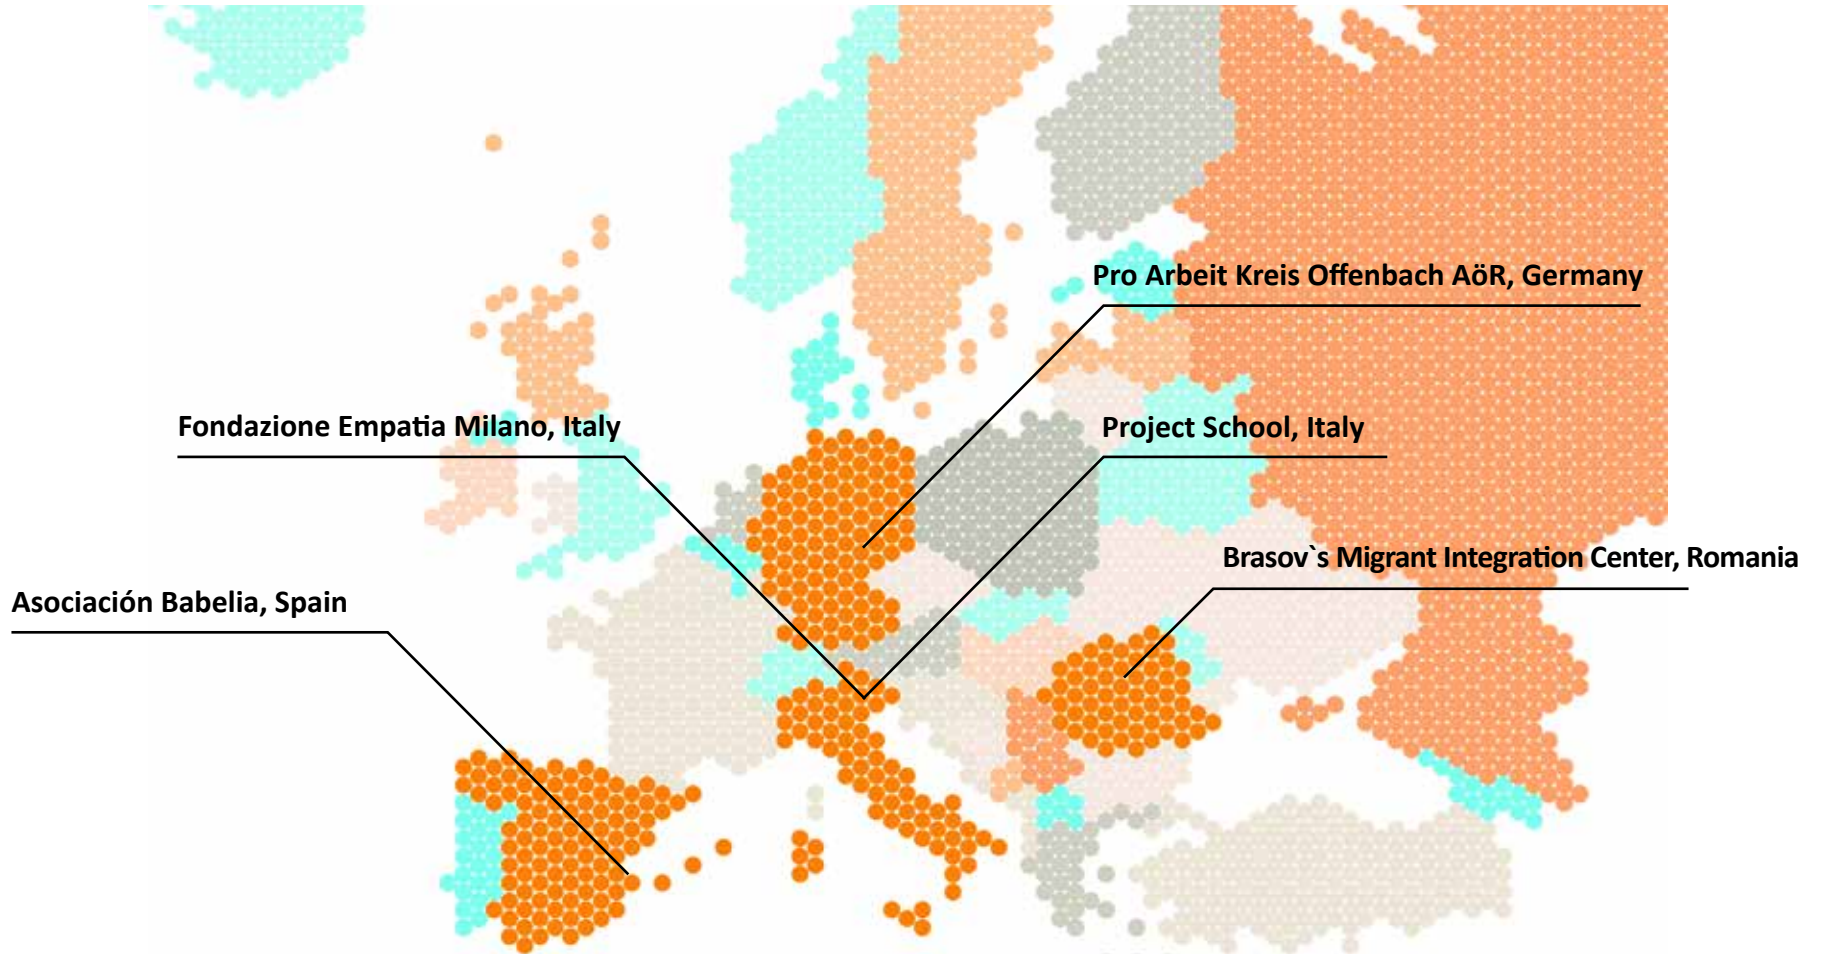 Pro Arbeit Kreis Offenbach AöR, Germany
Fondazione Empatia Milano, Italy
Project School, Italy
Brasov`s Migrant Integration Center, Romania
Asociación Babelia, Spain